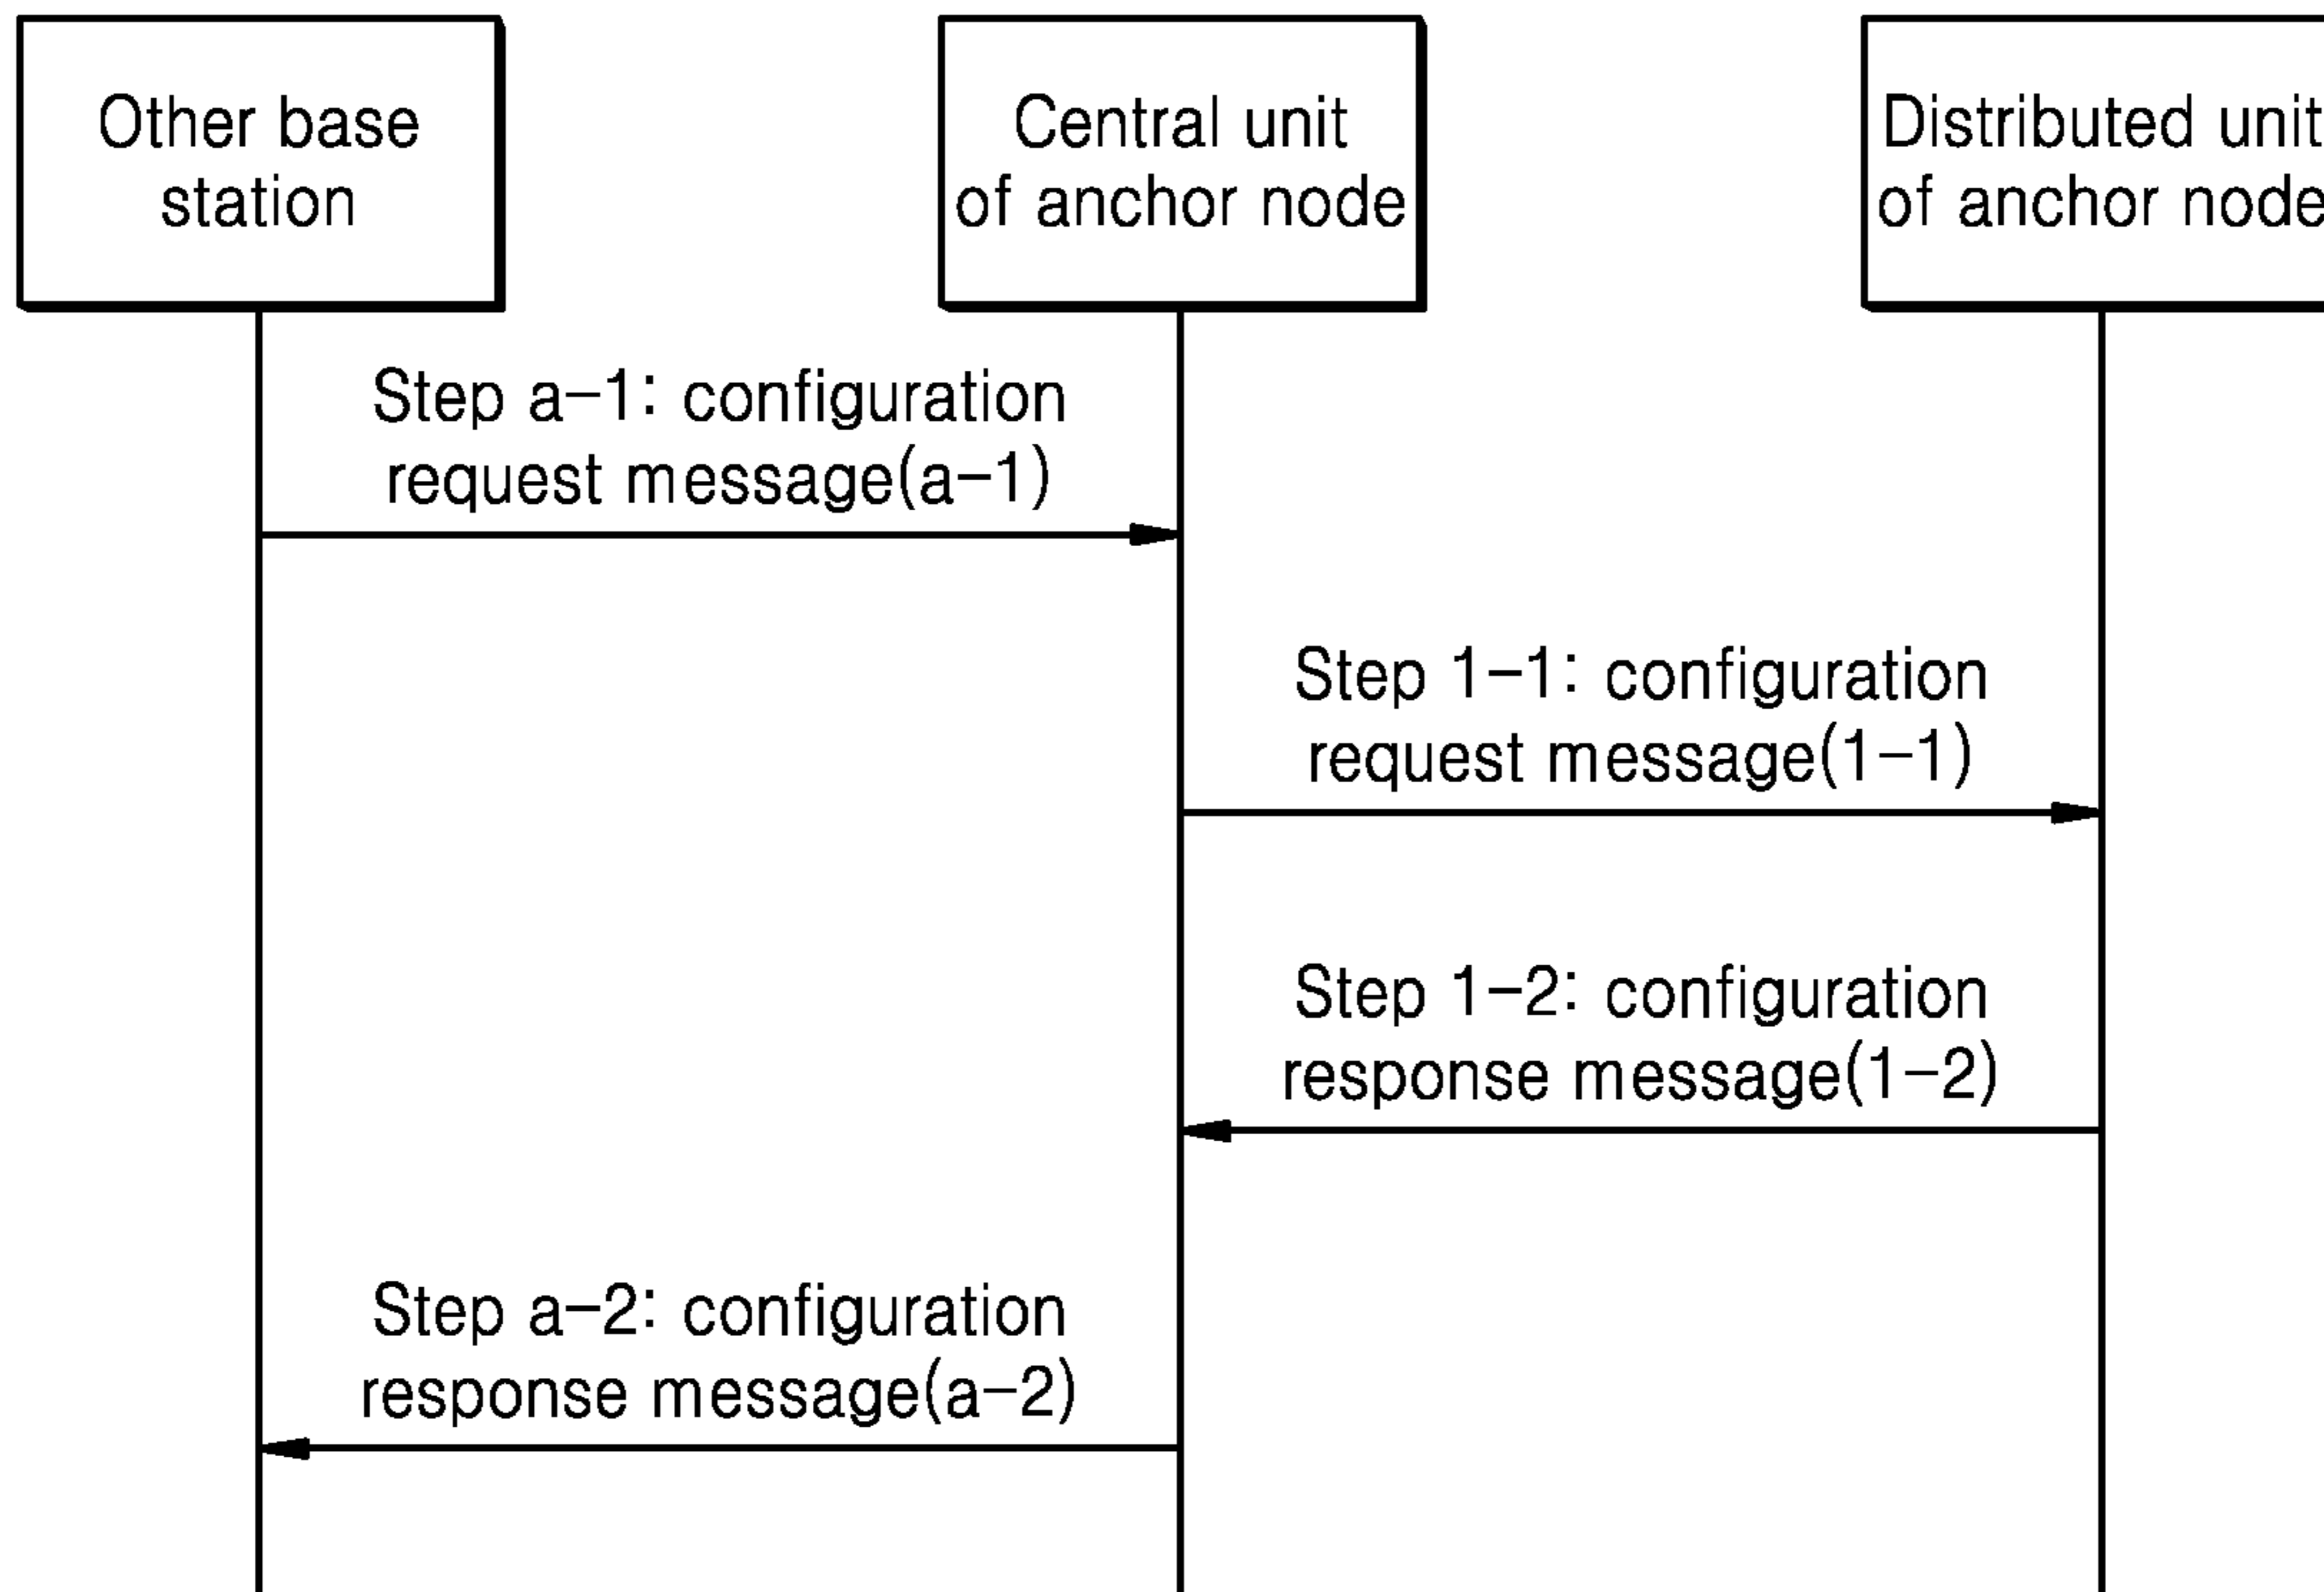 Other base
station
Central unit
of anchor node
Distributed unit
of anchor node
Step a–1: configuration
request message(a–1)
Step 1–1: configuration
request message(1–1)
Step 1–2: configuration
response message(1–2)
Step a–2: configuration
response message(a–2)